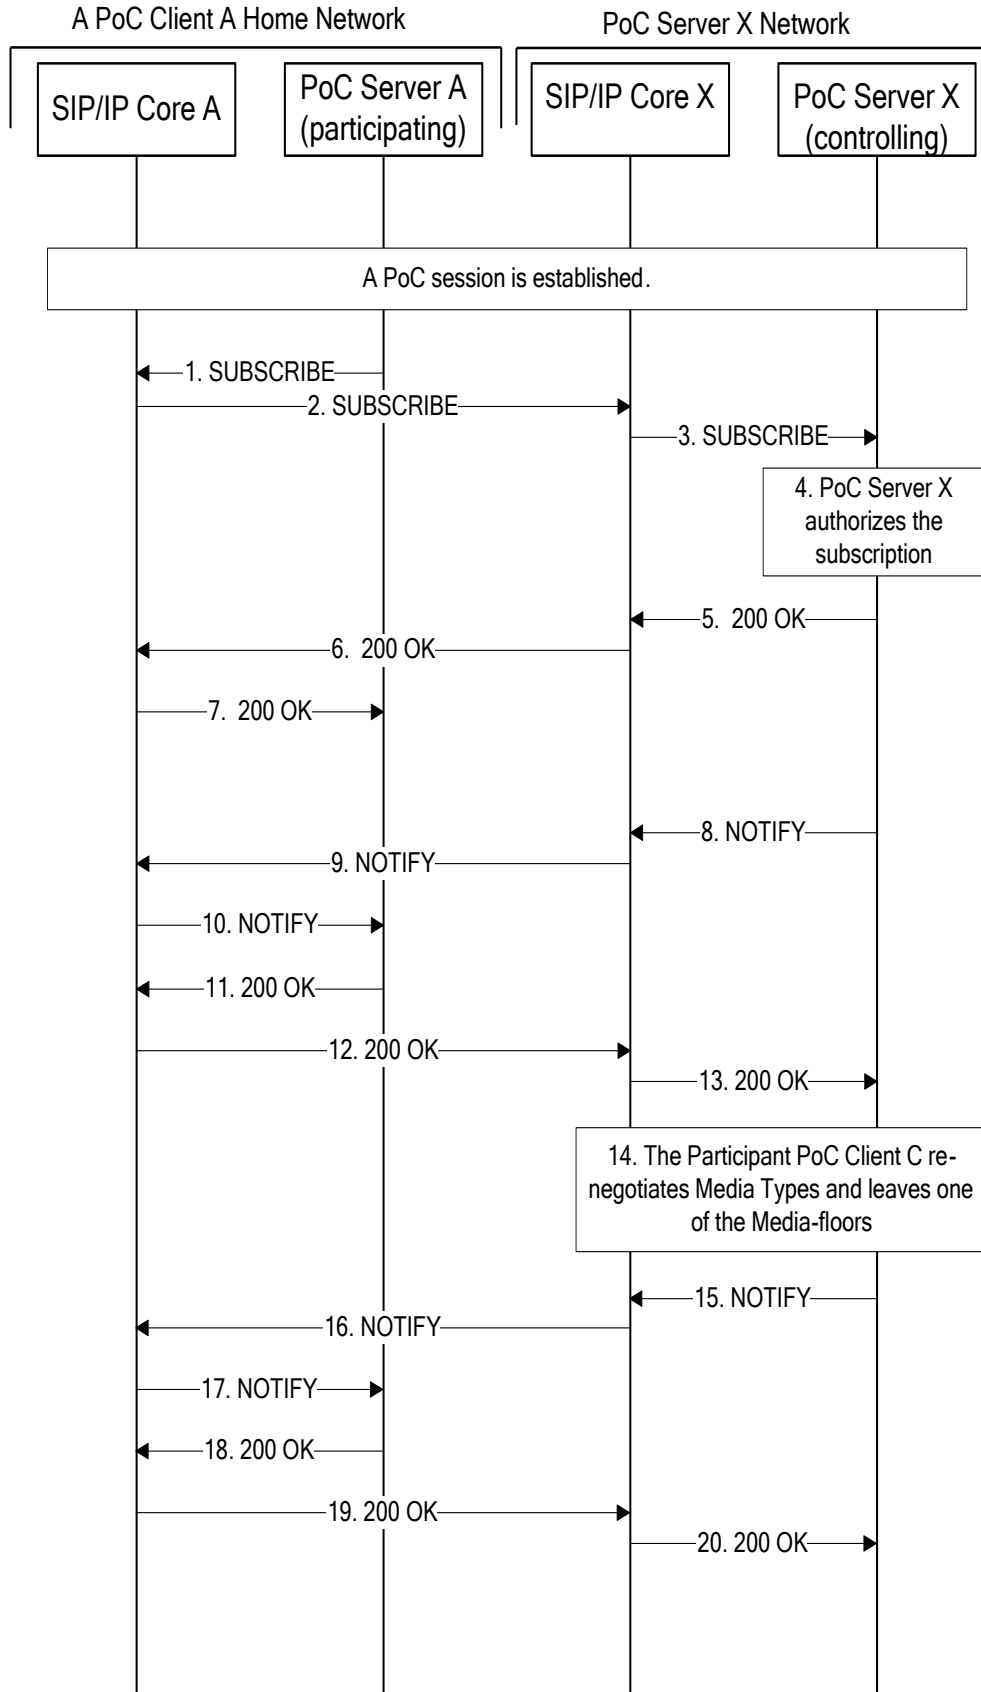 A PoC Client A Home Network
PoC Server X Network
SIP/IP Core A
PoC Server A
(participating)
SIP/IP Core X
PoC Server X
(controlling)
A PoC session is established.
1. SUBSCRIBE
2. SUBSCRIBE
3. SUBSCRIBE
4. PoC Server X
authorizes the
subscription
5. 200 OK
6. 200 OK
7. 200 OK
8. NOTIFY
9. NOTIFY
10. NOTIFY
11. 200 OK
12. 200 OK
13. 200 OK
14. The Participant PoC Client C re-
negotiates Media Types and leaves one
of the Media-floors
15. NOTIFY
16. NOTIFY
17. NOTIFY
18. 200 OK
19. 200 OK
20. 200 OK